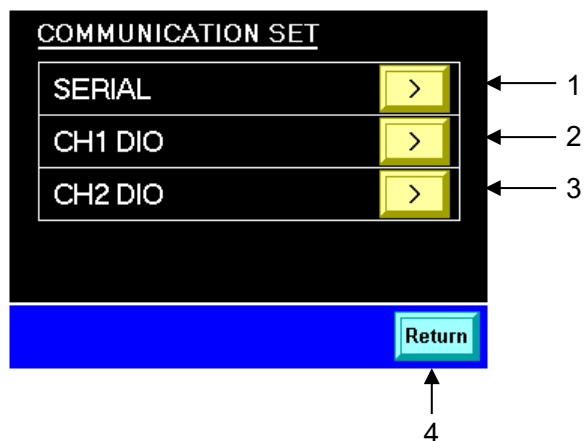 COMMUNICATION SET
SERIAL > 1
CH1 DIO > 2
CH2 DIO > 3
Return
4